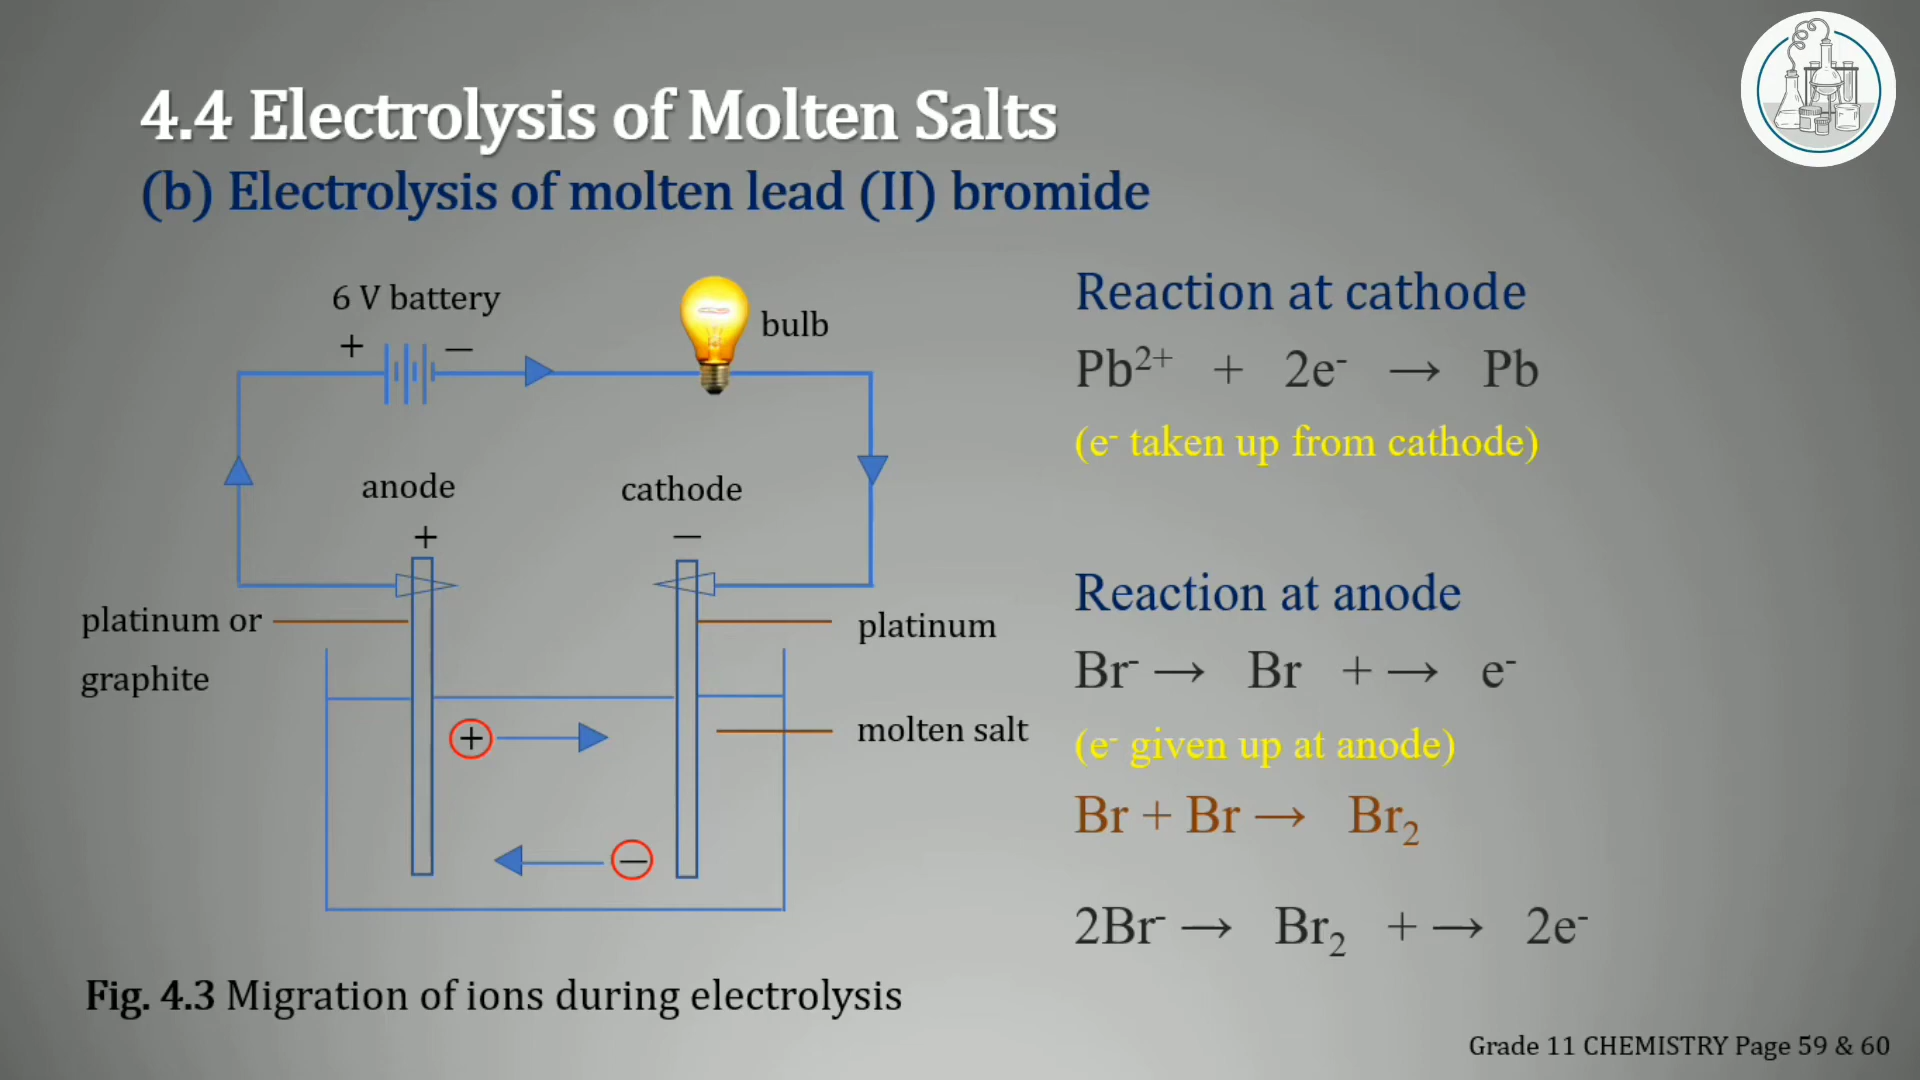 4.4 Electrolysis of Molten Salts
(b) Electrolysis of molten lead (II) bromide
6 V battery
+ −
bulb
anode
cathode
+
−
platinum or
graphite
platinum
molten salt
+
−
Fig. 4.3 Migration of ions during electrolysis
Reaction at cathode
Pb²⁺ + 2e⁻ → Pb
(e⁻ taken up from cathode)
Reaction at anode
Br⁻ → Br + → e⁻
(e⁻ given up at anode)
Br + Br → Br₂
2Br⁻ → Br₂ + → 2e⁻
Grade 11 CHEMISTRY Page 59 & 60